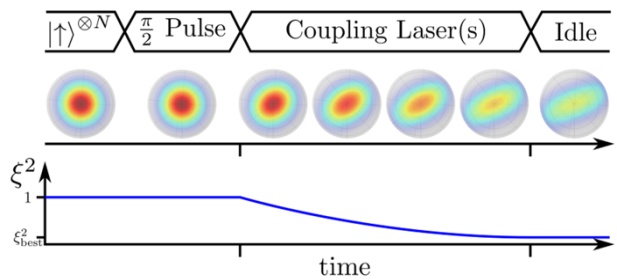 |↑⟩^{⊗N} π/2 Pulse Coupling Laser(s) Idle
ξ²
1
ξ²_best
time